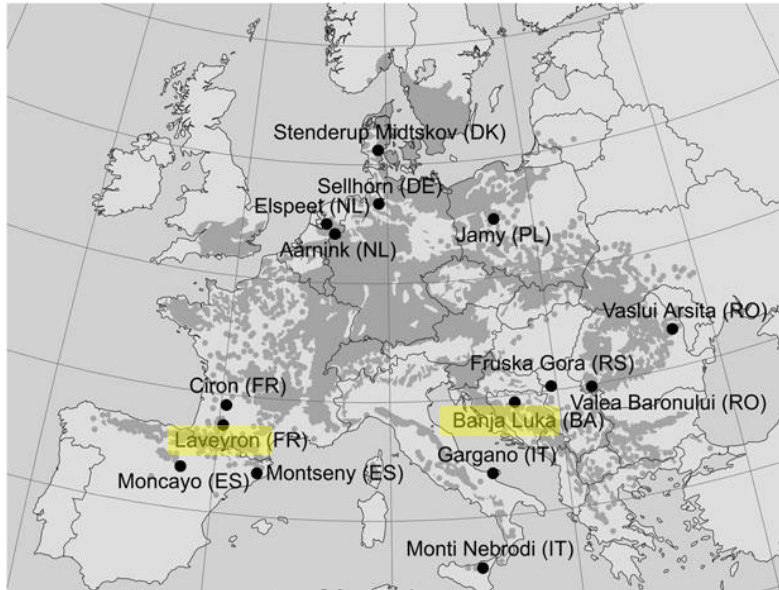 Stenderup Midtskov (DK)
Sellhorn (DE)
Elspeet (NL)
Aarnink (NL)
Jamy (PL)
Vaslui Arsita (RO)
Fruska Gora (RS)
Ciron (FR)
Valea Baronului (RO)
Banja Luka (BA)
Laveyron (FR)
Gargano (IT)
Moncayo (ES)
Montseny (ES)
Monti Nebrodi (IT)